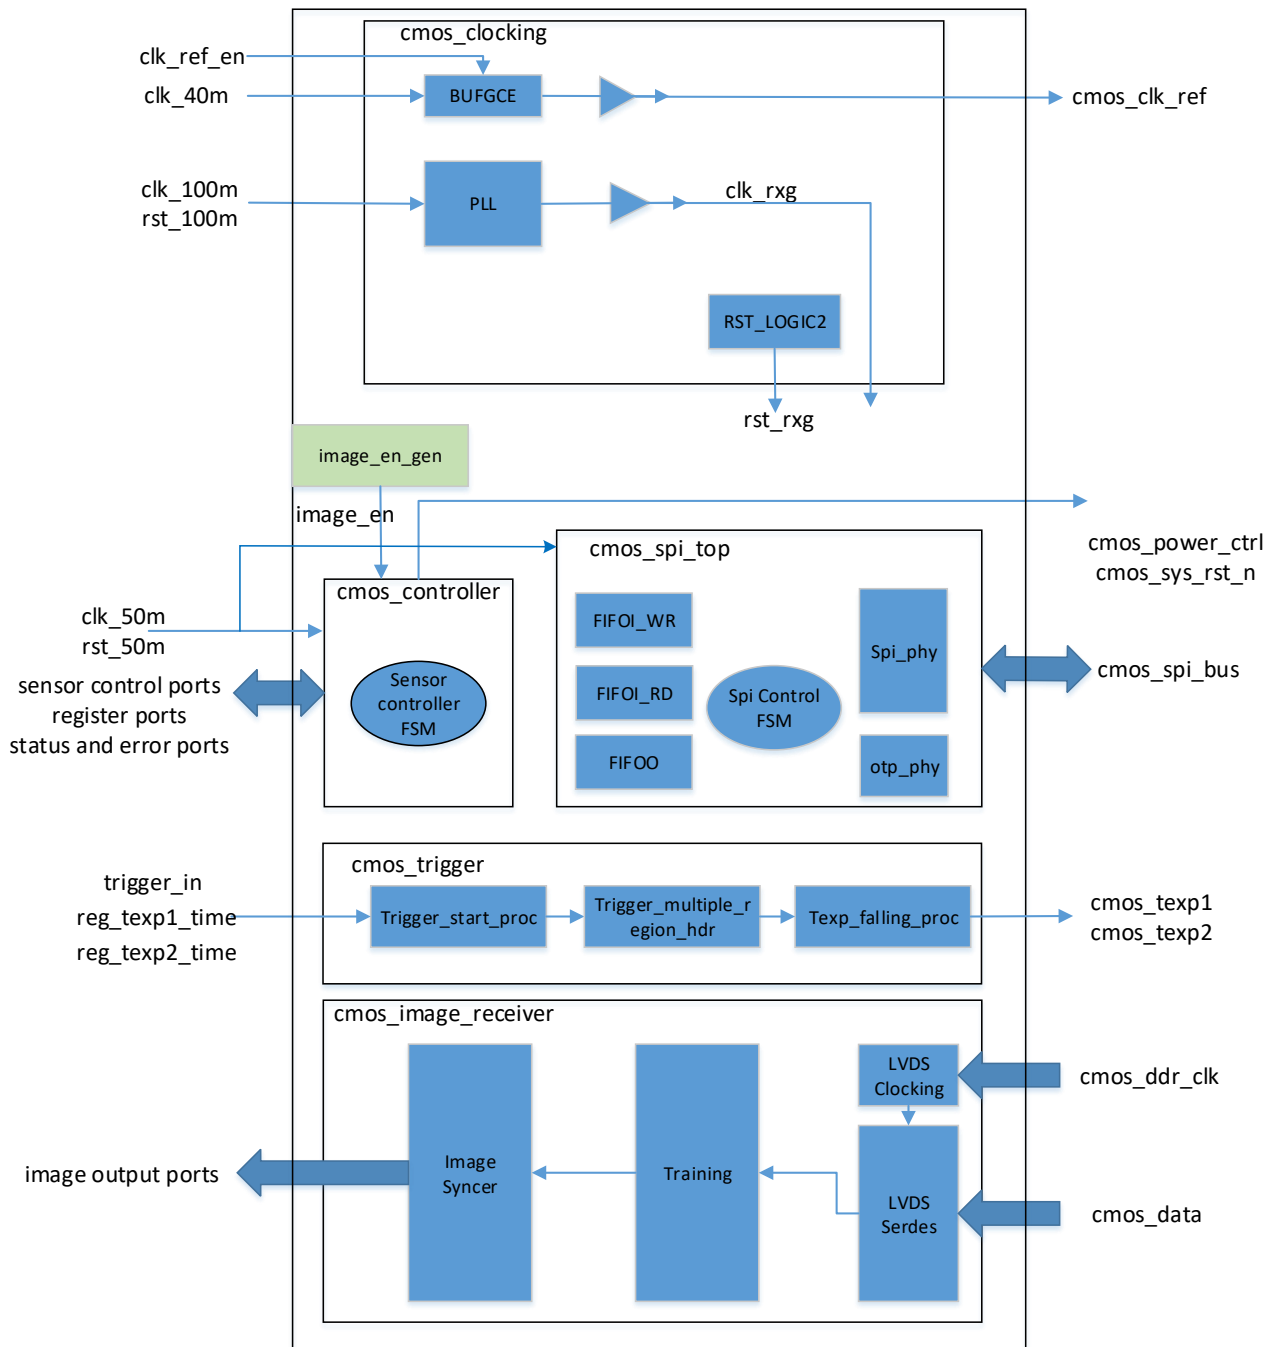 cmos_clocking
clk_ref_en
clk_40m
BUFGCE
cmos_clk_ref
clk_100m
rst_100m
PLL
clk_rxg
RST_LOGIC2
rst_rxg
image_en_gen
image_en
cmos_spi_top
cmos_power_ctrl
cmos_sys_rst_n
cmos_controller
clk_50m
rst_50m
FIFOI_WR
Spi_phy
sensor control ports
register ports
status and error ports
Sensor
controller
FSM
FIFOI_RD
Spi Control
FSM
cmos_spi_bus
FIFOO
otp_phy
cmos_trigger
trigger_in
reg_texp1_time
reg_texp2_time
Trigger_start_proc
Trigger_multiple_r
egion_hdr
Texp_falling_proc
cmos_texp1
cmos_texp2
cmos_image_receiver
LVDS
Clocking
cmos_ddr_clk
image output ports
Image
Syncer
Training
LVDS
Serdes
cmos_data